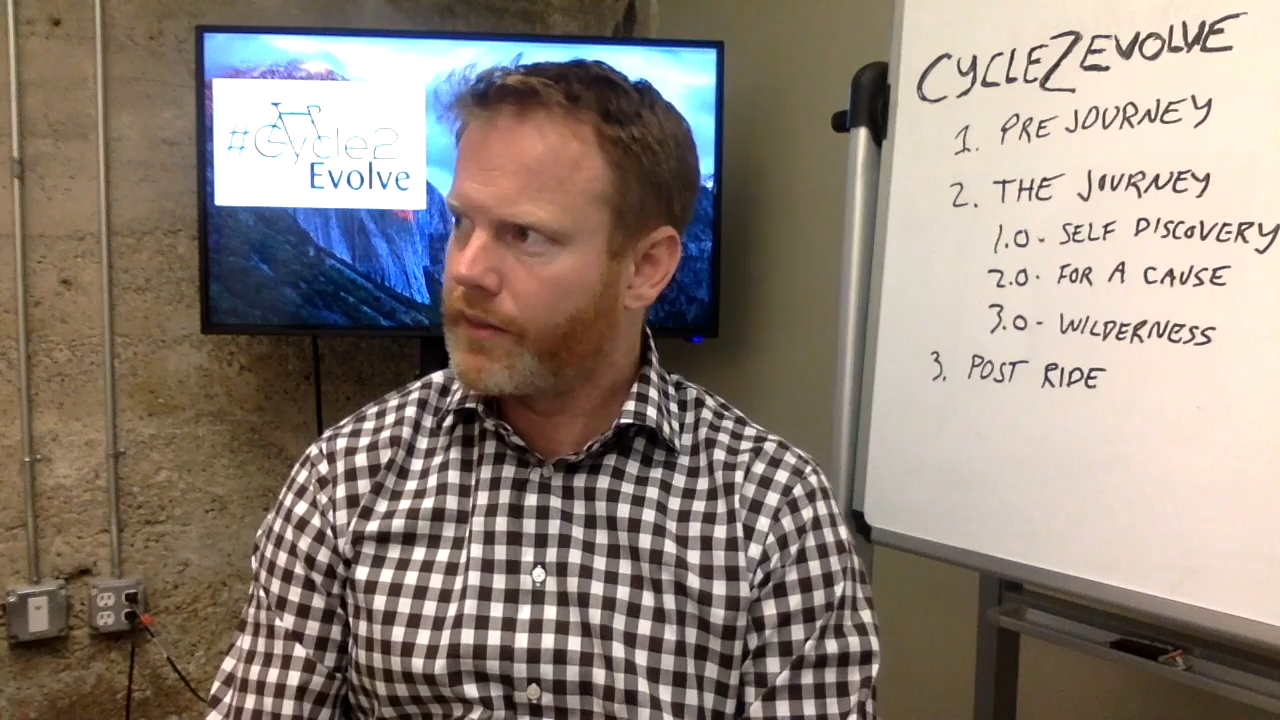 #Cycle2
Evolve
CYCLE2EVOLVE
1. PRE JOURNEY
2. THE JOURNEY
1.0- SELF DISCOVERY
2.0- FOR A CAUSE
3.0- WILDERNESS
3. POST RIDE